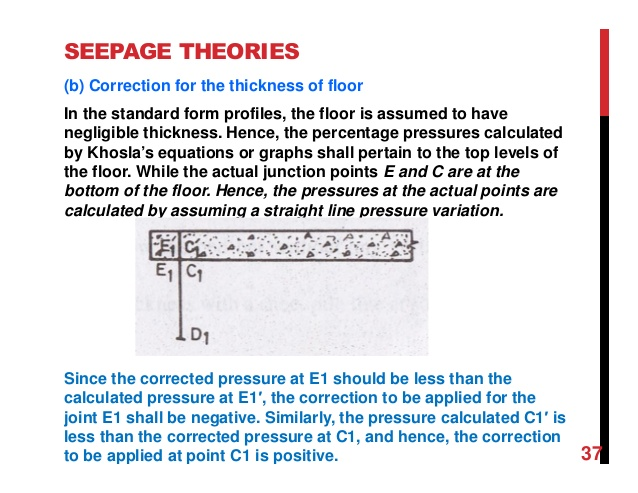 SEEPAGE THEORIES
(b) Correction for the thickness of floor
In the standard form profiles, the floor is assumed to have
negligible thickness. Hence, the percentage pressures calculated
by Khosla’s equations or graphs shall pertain to the top levels of
the floor. While the actual junction points E and C are at the
bottom of the floor. Hence, the pressures at the actual points are
calculated by assuming a straight line pressure variation.
E1 C1
E1 C1
D1
Since the corrected pressure at E1 should be less than the
calculated pressure at E1′, the correction to be applied for the
joint E1 shall be negative. Similarly, the pressure calculated C1′ is
less than the corrected pressure at C1, and hence, the correction
to be applied at point C1 is positive.
37